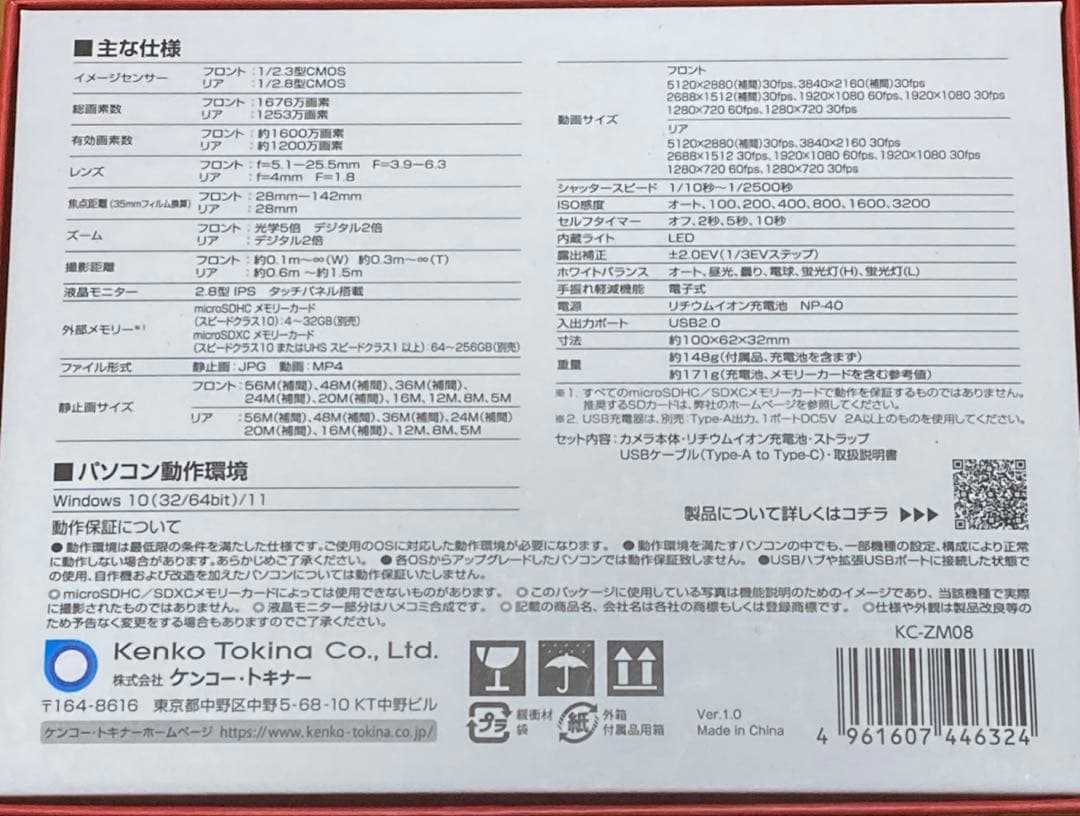 ■主な仕様
イメージセンサー フロント：1/2.3型CMOS
リア ：1/2.8型CMOS
総画素数 フロント：1676万画素
リア ：1253万画素
有効画素数 フロント：約1600万画素
リア ：約1200万画素
レンズ フロント：f=5.1－25.5mm F=3.9－6.3
リア ：f=4mm F=1.8
焦点距離(35mmフィルム換算) フロント：28mm－142mm
リア ：28mm
ズーム フロント：光学5倍 デジタル2倍
リア ：デジタル2倍
撮影距離 フロント：約0.1m～∞(W) 約0.3m～∞(T)
リア ：約0.6m ～約1.5m
液晶モニター 2.8型 IPS タッチパネル搭載
外部メモリー※1 microSDHC メモリーカード
(スピードクラス10)：4～32GB(別売)
microSDXC メモリーカード
(スピードクラス10 またはUHS スピードクラス1 以上)：64～256GB(別売)
ファイル形式 静止画：JPG 動画：MP4
静止画サイズ フロント：56M(補間)、48M(補間)、36M(補間)、
24M(補間)、20M(補間)、16M、12M、8M、5M
リア ：56M(補間)、48M(補間)、36M(補間)、24M(補間)
20M(補間)、16M(補間)、12M、8M、5M
動画サイズ フロント
5120×2880(補間)30fps、3840×2160(補間)30fps
2688×1512(補間)30fps、1920×1080 60fps、1920×1080 30fps
1280×720 60fps、1280×720 30fps
リア
5120×2880(補間)30fps、3840×2160 30fps
2688×1512 30fps、1920×1080 60fps、1920×1080 30fps
1280×720 60fps、1280×720 30fps
シャッタースピード 1/10秒～1/2500秒
ISO感度 オート、100、200、400、800、1600、3200
セルフタイマー オフ、2秒、5秒、10秒
内蔵ライト LED
露出補正 ±2.0EV(1/3EVステップ)
ホワイトバランス オート、昼光、曇り、電球、蛍光灯(H)、蛍光灯(L)
手振れ軽減機能 電子式
電源 リチウムイオン充電池 NP-40
入出力ポート USB2.0
寸法 約100×62×32mm
重量 約148g(付属品、充電池を含まず)
約171g(充電池、メモリーカードを含む参考値)
※1. すべてのmicroSDHC／SDXCメモリーカードで動作を保証するものではありません。
推奨するSDカードは、弊社のホームページを参照してください。
※2. USB充電器は、別売：Type-A出力、1ポートDC5V 2A以上のものを使用してください。
セット内容：カメラ本体・リチウムイオン充電池・ストラップ
USBケーブル(Type-A to Type-C)・取扱説明書
製品について詳しくはコチラ ▶▶▶
■パソコン動作環境
Windows 10(32/64bit)/11
動作保証について
●動作環境は最低限の条件を満たした仕様です。ご使用のOSに対応した動作環境が必要になります。 ●動作環境を満たすパソコンの中でも、一部機種の設定、構成により正常
に動作しない場合があります。あらかじめご了承ください。 ●各OSからアップグレードしたパソコンでは動作保証致しません。 ●USBハブや拡張USBポートに接続した状態で
の使用、自作機および改造を加えたパソコンについては動作保証いたしません。
◎microSDHC／SDXCメモリーカードによっては使用できないものがあります。 ◎このパッケージに使用している写真は機能説明のためのイメージであり、当該機種で実際
に撮影されたものではありません。 ◎液晶モニター部分はハメコミ合成です。 ◎記載の商品名、会社名は各社の商標もしくは登録商標です。 ◎仕様や外観は製品改良等の
ため予告なく変更をする場合もありますのでご了承ください。
Kenko Tokina Co., Ltd.
株式会社 ケンコー・トキナー
〒164-8616 東京都中野区中野5-68-10 KT中野ビル
ケンコー・トキナーホームページ https://www.kenko-tokina.co.jp/
プラ 緩衝材
袋
紙 外箱
付属品用箱
Ver.1.0
Made in China
KC-ZM08
4 961607 446324